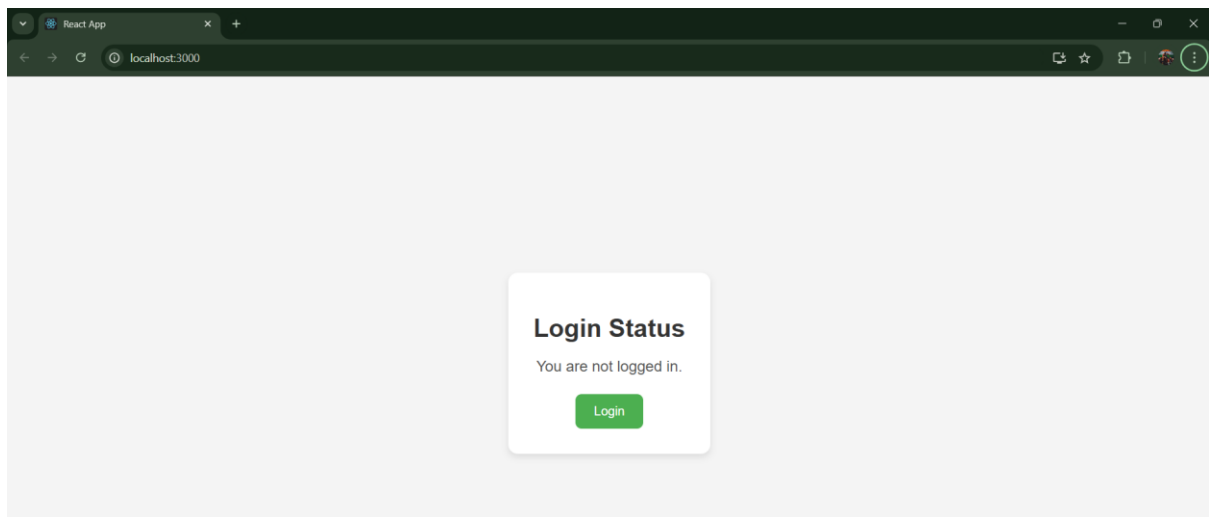 React App
localhost:3000
Login Status
You are not logged in.
Login